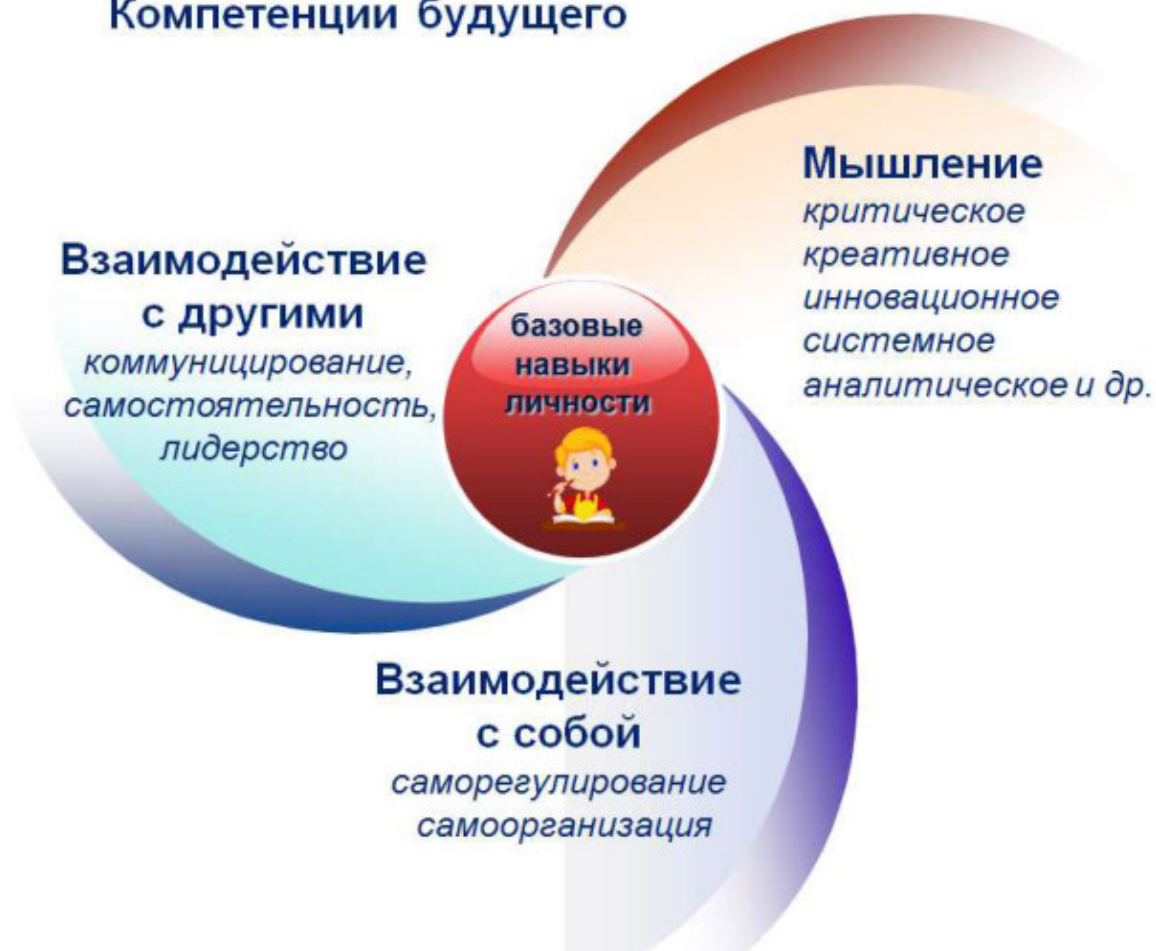 Компетенции будущего
Взаимодействие
с другими
коммуницирование,
самостоятельность,
лидерство
базовые
навыки
личности
Мышление
критическое
креативное
инновационное
системное
аналитическое и др.
Взаимодействие
с собой
саморегулирование
самоорганизация